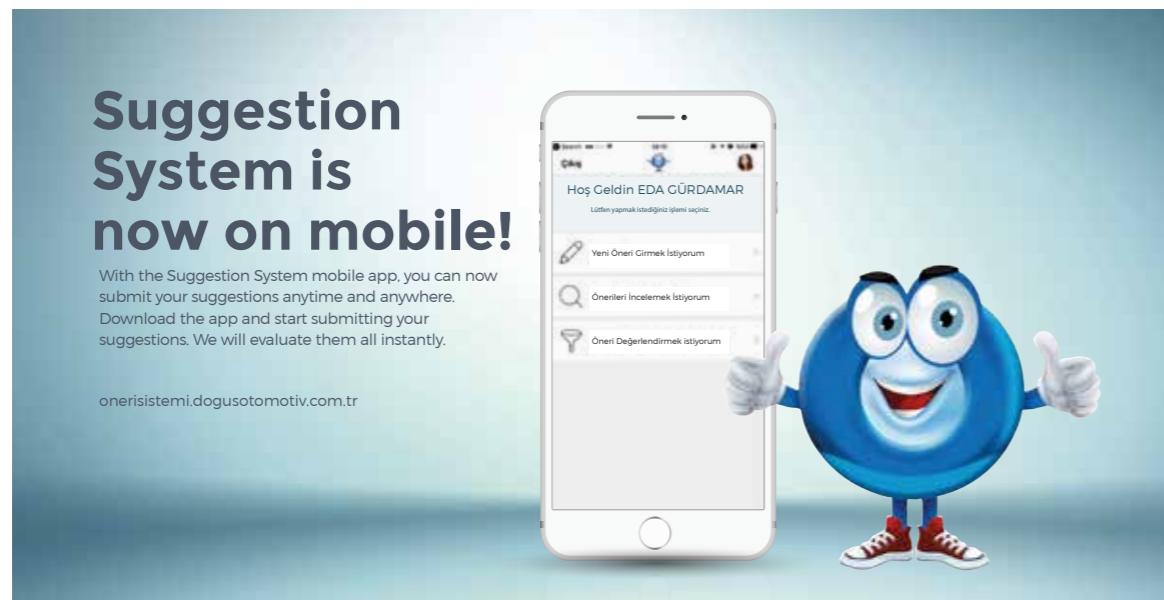 Suggestion
System is
now on mobile!
With the Suggestion System mobile app, you can now
submit your suggestions anytime and anywhere.
Download the app and start submitting your
suggestions. We will evaluate them all instantly.
onerisistemi.dogusotomotiv.com.tr
Çıkış
Hoş Geldin EDA GÜRDAMAR
Lütfen yapmak istediğiniz işlemi seçiniz.
Yeni Öneri Girmek İstiyorum
Önerileri İncelemek İstiyorum
Öneri Değerlendirmek istiyorum